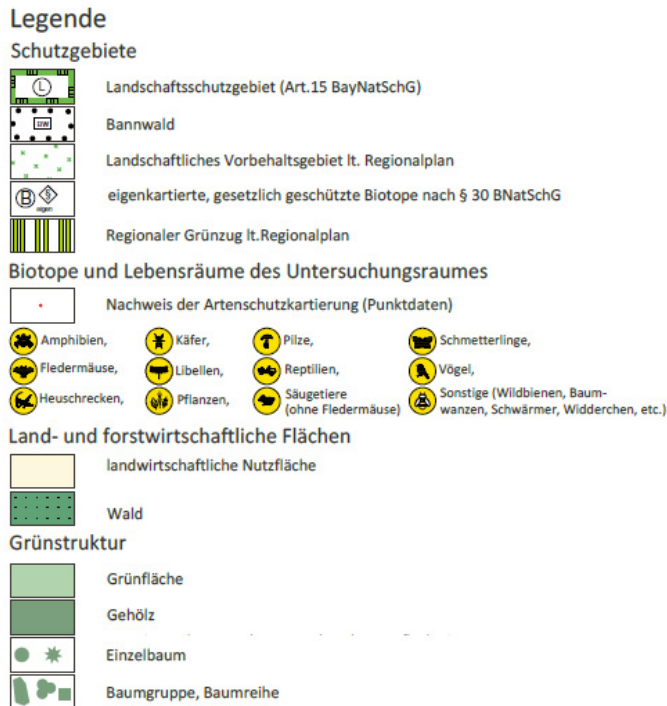 Legende
Schutzgebiete
L
Landschaftsschutzgebiet (Art.15 BayNatSchG)
BW
Bannwald
Landschaftliches Vorbehaltsgebiet lt. Regionalplan
B § eigen
eigenkartierte, gesetzlich geschützte Biotope nach § 30 BNatSchG
Regionaler Grünzug lt.Regionalplan
Biotope und Lebensräume des Untersuchungsraumes
Nachweis der Artenschutzkartierung (Punktdaten)
Amphibien, Käfer, Pilze, Schmetterlinge,
Fledermäuse, Libellen, Reptilien, Vögel,
Heuschrecken, Pflanzen, Säugetiere
(ohne Fledermäuse)
Sonstige (Wildbienen, Baum-
wanzen, Schwärmer, Widderchen, etc.)
Land- und forstwirtschaftliche Flächen
landwirtschaftliche Nutzfläche
Wald
Grünstruktur
Grünfläche
Gehölz
Einzelbaum
Baumgruppe, Baumreihe